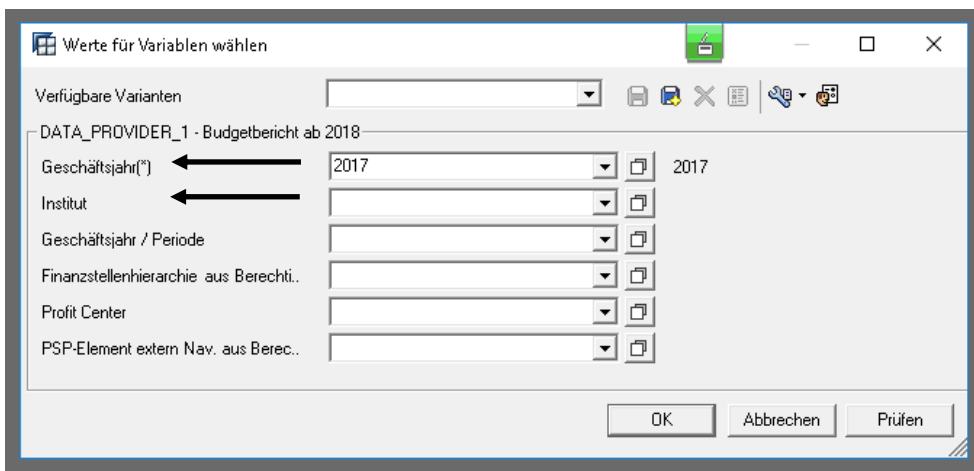 Werte für Variablen wählen
Verfügbare Varianten
DATA_PROVIDER_1 - Budgetbericht ab 2018
Geschäftsjahr(*) 2017 2017
Institut
Geschäftsjahr / Periode
Finanzstellenhierarchie aus Berechti..
Profit Center
PSP-Element extern Nav. aus Berec..
OK Abbrechen Prüfen